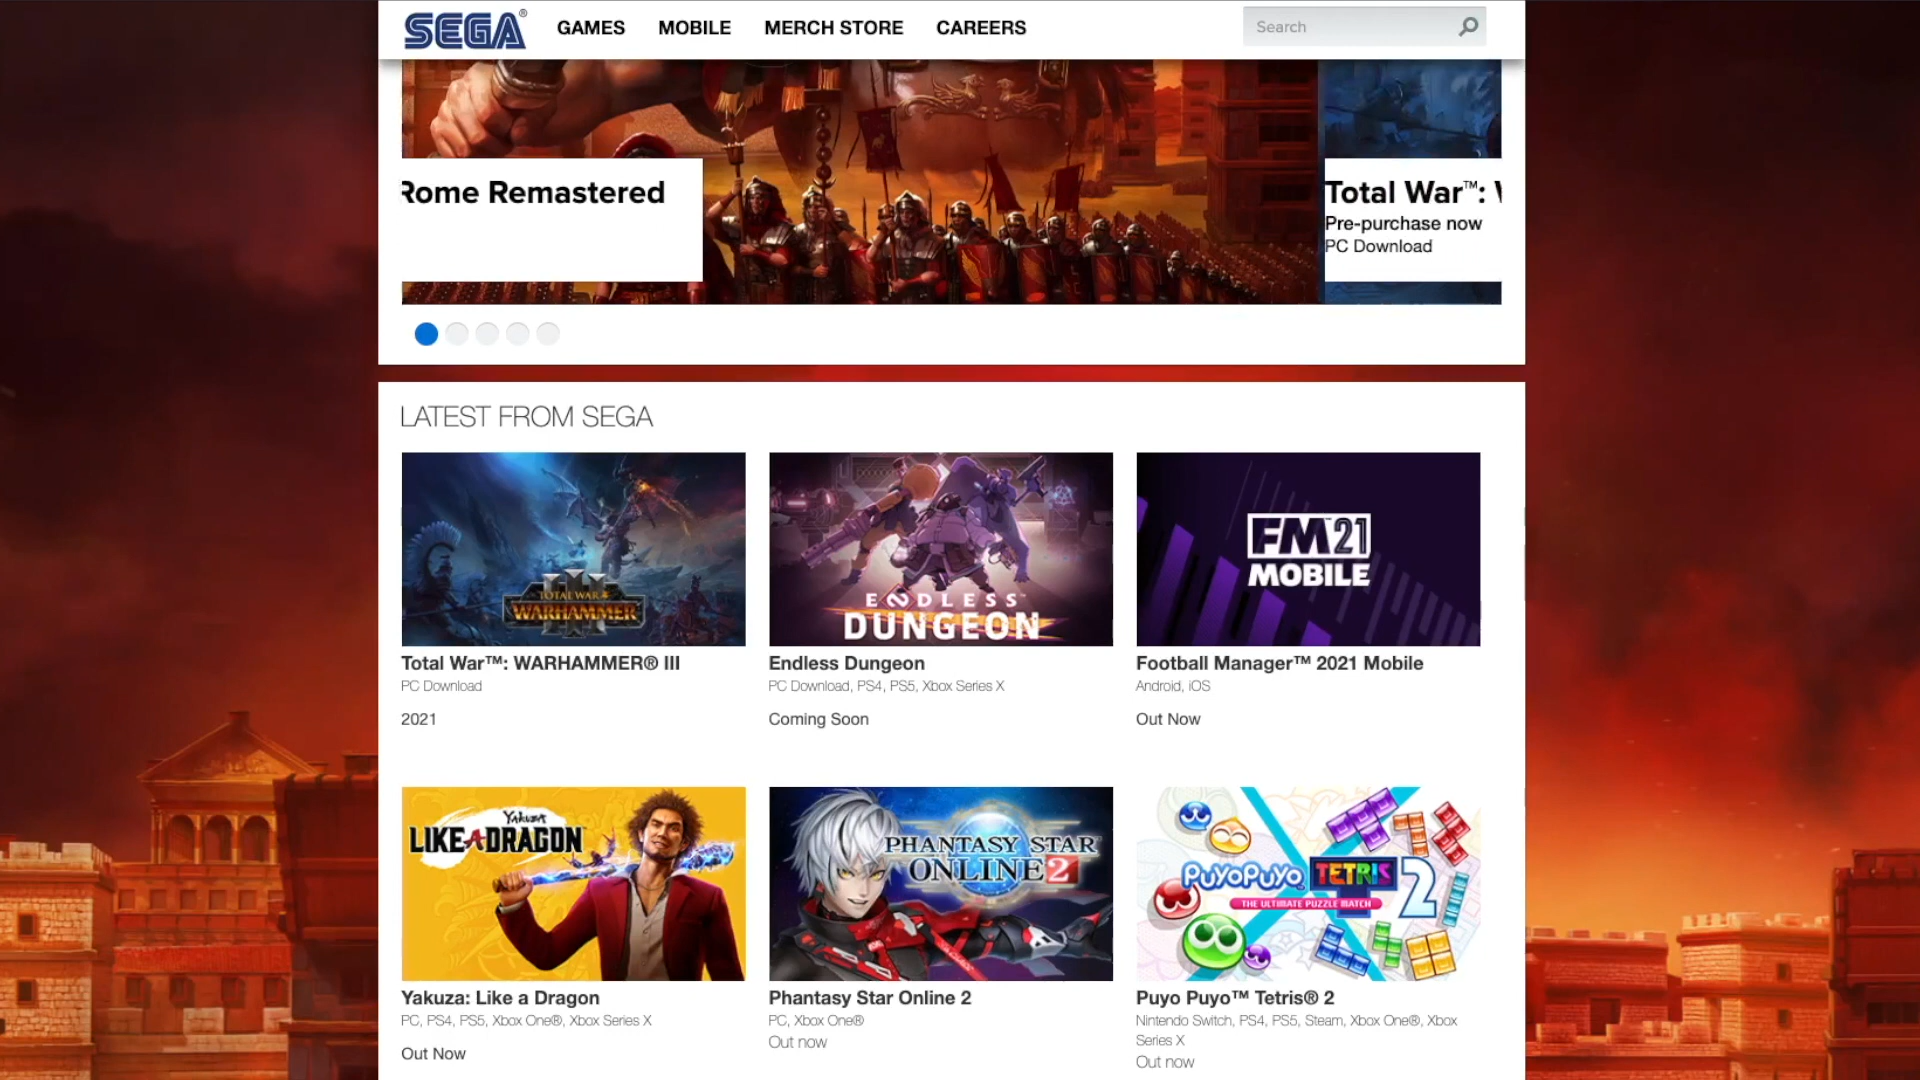 SEGA®
GAMES
MOBILE
MERCH STORE
CAREERS
Search
Rome Remastered
Total War™:
Pre-purchase now
PC Download
LATEST FROM SEGA
TOTAL WAR
WARHAMMER
III
ENDLESS™
DUNGEON
FM21
MOBILE
Total War™: WARHAMMER® III
PC Download
2021
Endless Dungeon
PC Download, PS4, PS5, Xbox Series X
Coming Soon
Football Manager™ 2021 Mobile
Android, iOS
Out Now
Yakuza
LIKE A DRAGON
PHANTASY STAR
ONLINE 2
PuyoPuyo TETRIS 2
THE ULTIMATE PUZZLE MATCH
Yakuza: Like a Dragon
PC, PS4, PS5, Xbox One®, Xbox Series X
Out Now
Phantasy Star Online 2
PC, Xbox One®
Out now
Puyo Puyo™ Tetris® 2
Nintendo Switch, PS4, PS5, Steam, Xbox One®, Xbox
Series X
Out now